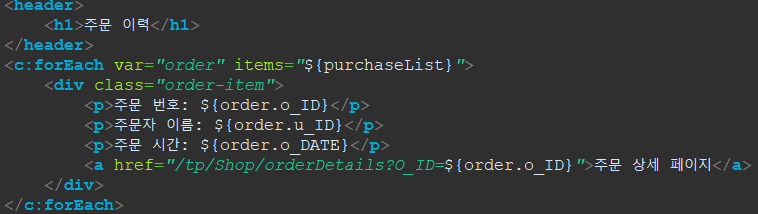 <header>
    <h1>주문 이력</h1>
</header>
<c:forEach var="order" items="${purchaseList}">
    <div class="order-item">
        <p>주문 번호: ${order.o_ID}</p>
        <p>주문자 이름: ${order.u_ID}</p>
        <p>주문 시간: ${order.o_DATE}</p>
        <a href="/tp/Shop/orderDetails?O_ID=${order.o_ID}">주문 상세 페이지</a>
    </div>
</c:forEach>